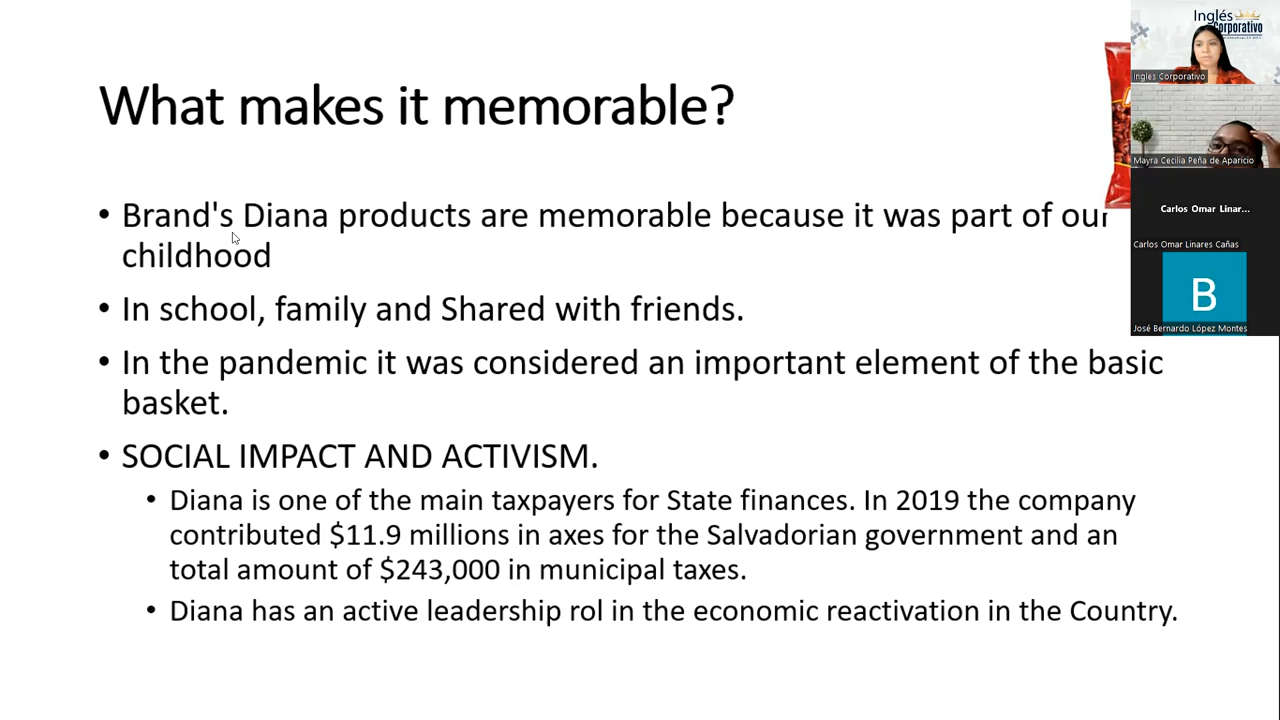 What makes it memorable?
• Brand's Diana products are memorable because it was part of our
childhood
• In school, family and Shared with friends.
• In the pandemic it was considered an important element of the basic
basket.
• SOCIAL IMPACT AND ACTIVISM.
• Diana is one of the main taxpayers for State finances. In 2019 the company
contributed $11.9 millions in axes for the Salvadorian government and an
total amount of $243,000 in municipal taxes.
• Diana has an active leadership rol in the economic reactivation in the Country.
Inglés
Corporativo
Ingles Corporativo
Mayra Cecilia Peña de Aparicio
Carlos Omar Linar...
Carlos Omar Linares Cañas
B
José Bernardo López Montes